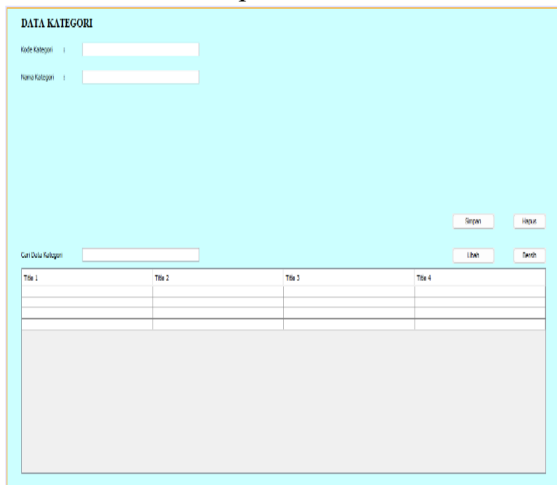 DATA KATEGORI
Kode Kategori :
Nama Kategori :
Simpan Hapus
Cari Data Kategori Ubah Bersih
Title 1 Title 2 Title 3 Title 4